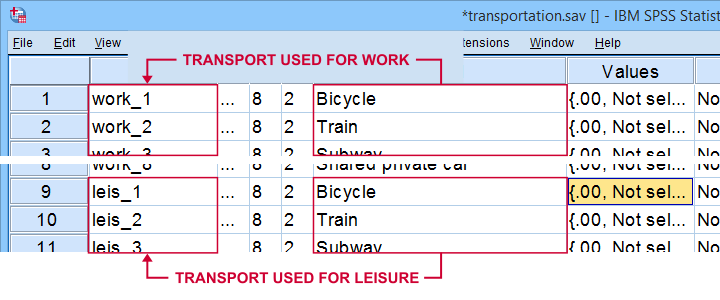 *transportation.sav [] - IBM SPSS Statist
File Edit View tensions Window Help
TRANSPORT USED FOR WORK
Values
1 work_1 ... 8 2 Bicycle {.00, Not sel... No
2 work_2 ... 8 2 Train {.00, Not sel... No
3 work_3 8 2 Subway {.00, Not sel... No
8 work_8 8 2 Shared private car {.00, Not sel... No
9 leis_1 ... 8 2 Bicycle {.00, Not sel... No
10 leis_2 ... 8 2 Train {.00, Not sel... No
11 leis_3 8 2 Subway {.00, Not sel... No
TRANSPORT USED FOR LEISURE